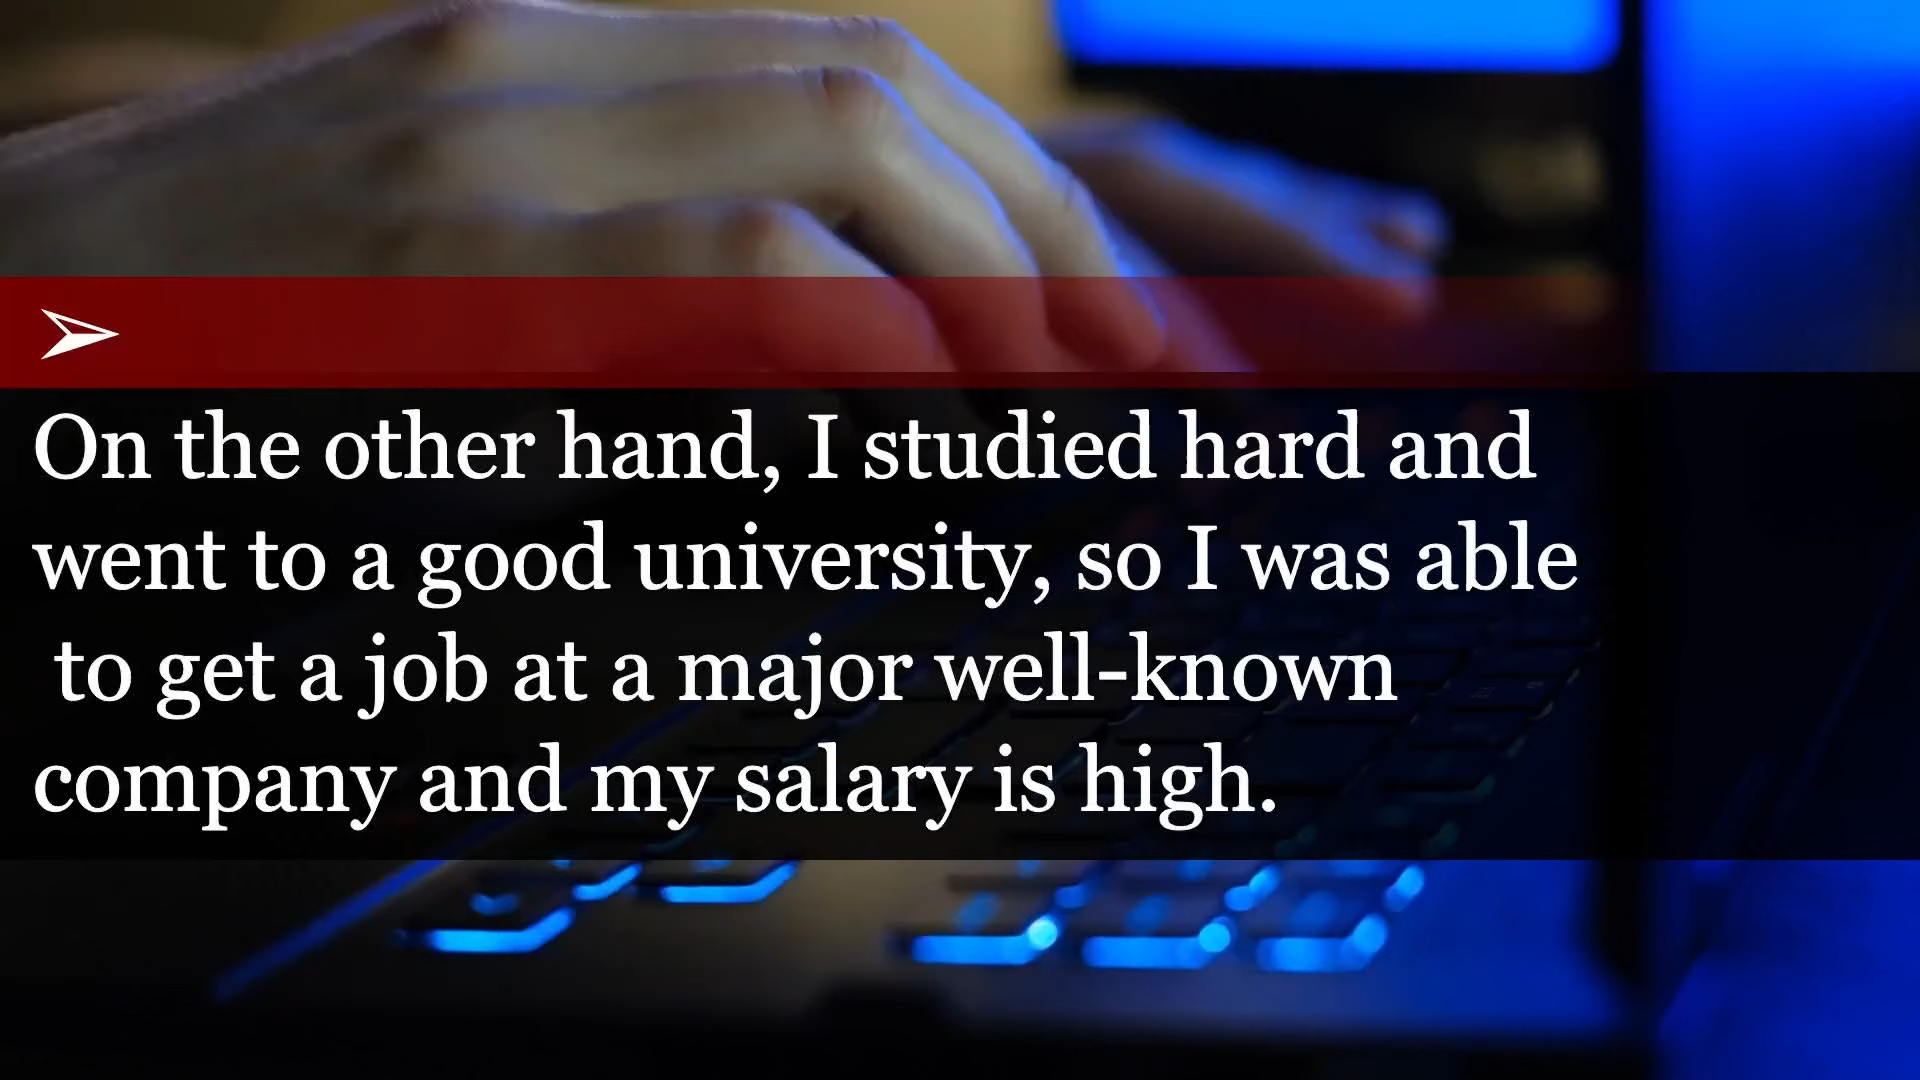 On the other hand, I studied hard and
went to a good university, so I was able
to get a job at a major well-known
company and my salary is high.